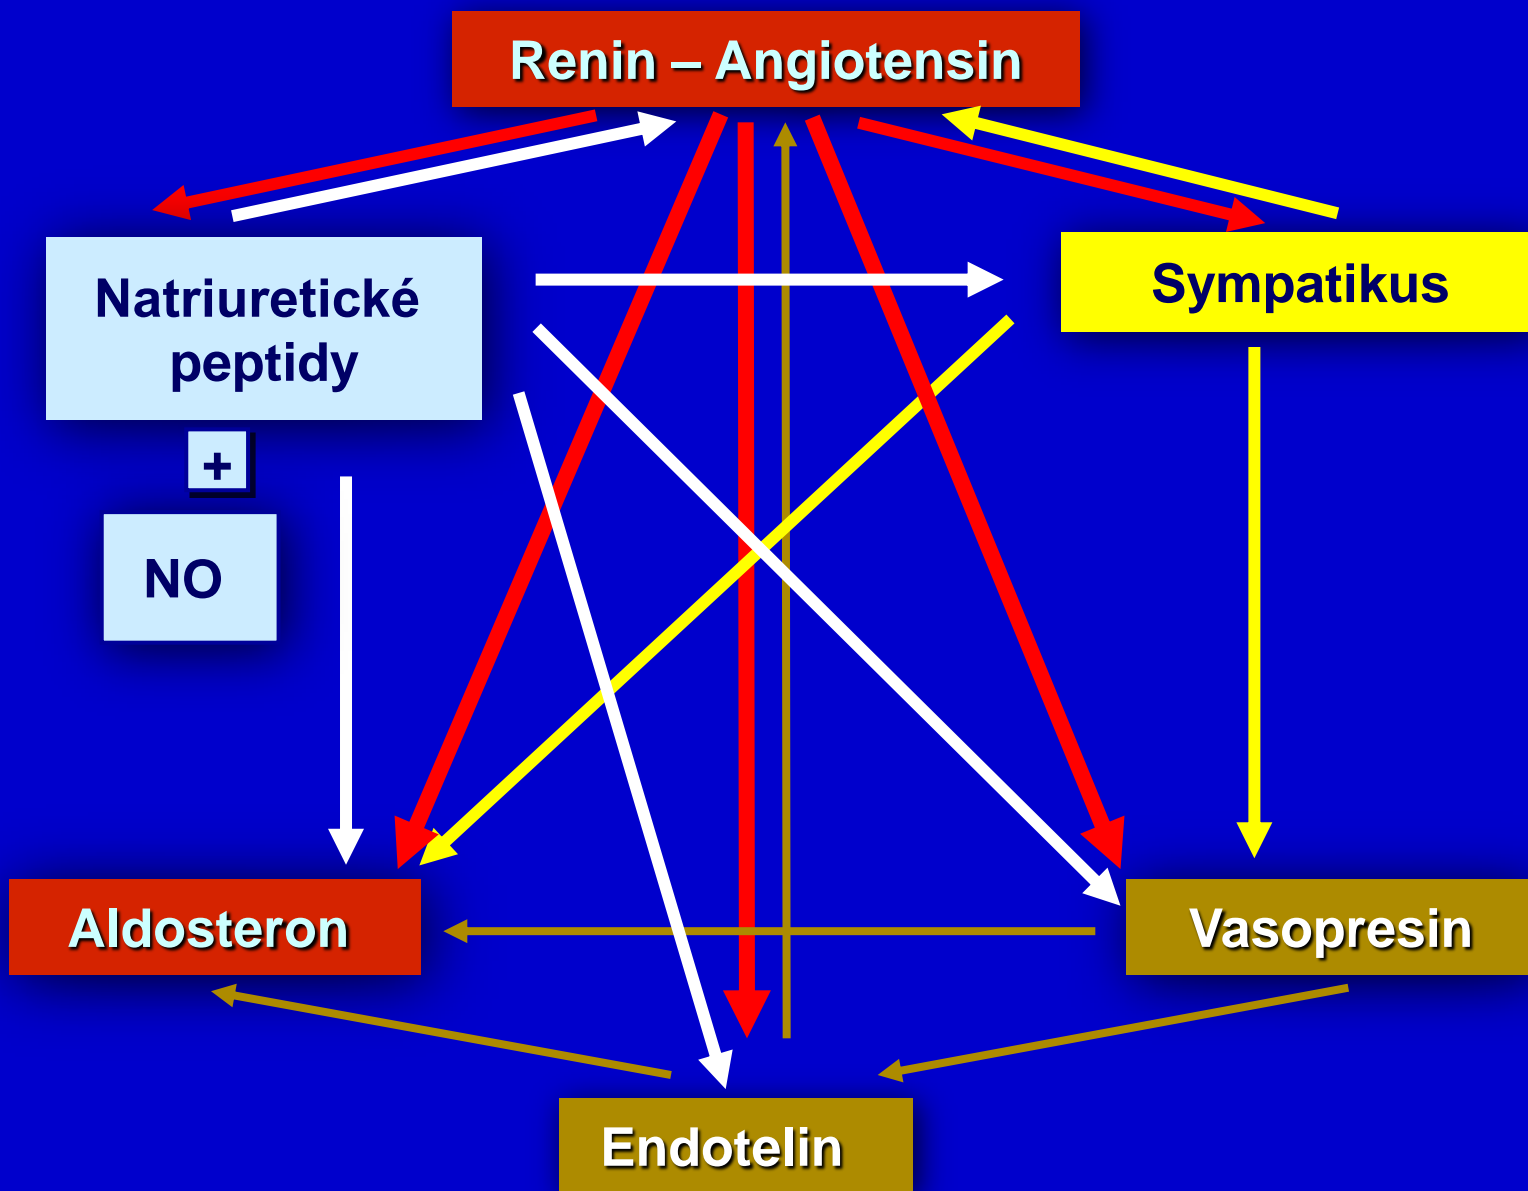 Renin – Angiotensin
Natriuretické
peptidy
Sympatikus
+
NO
Aldosteron
Vasopresin
Endotelin